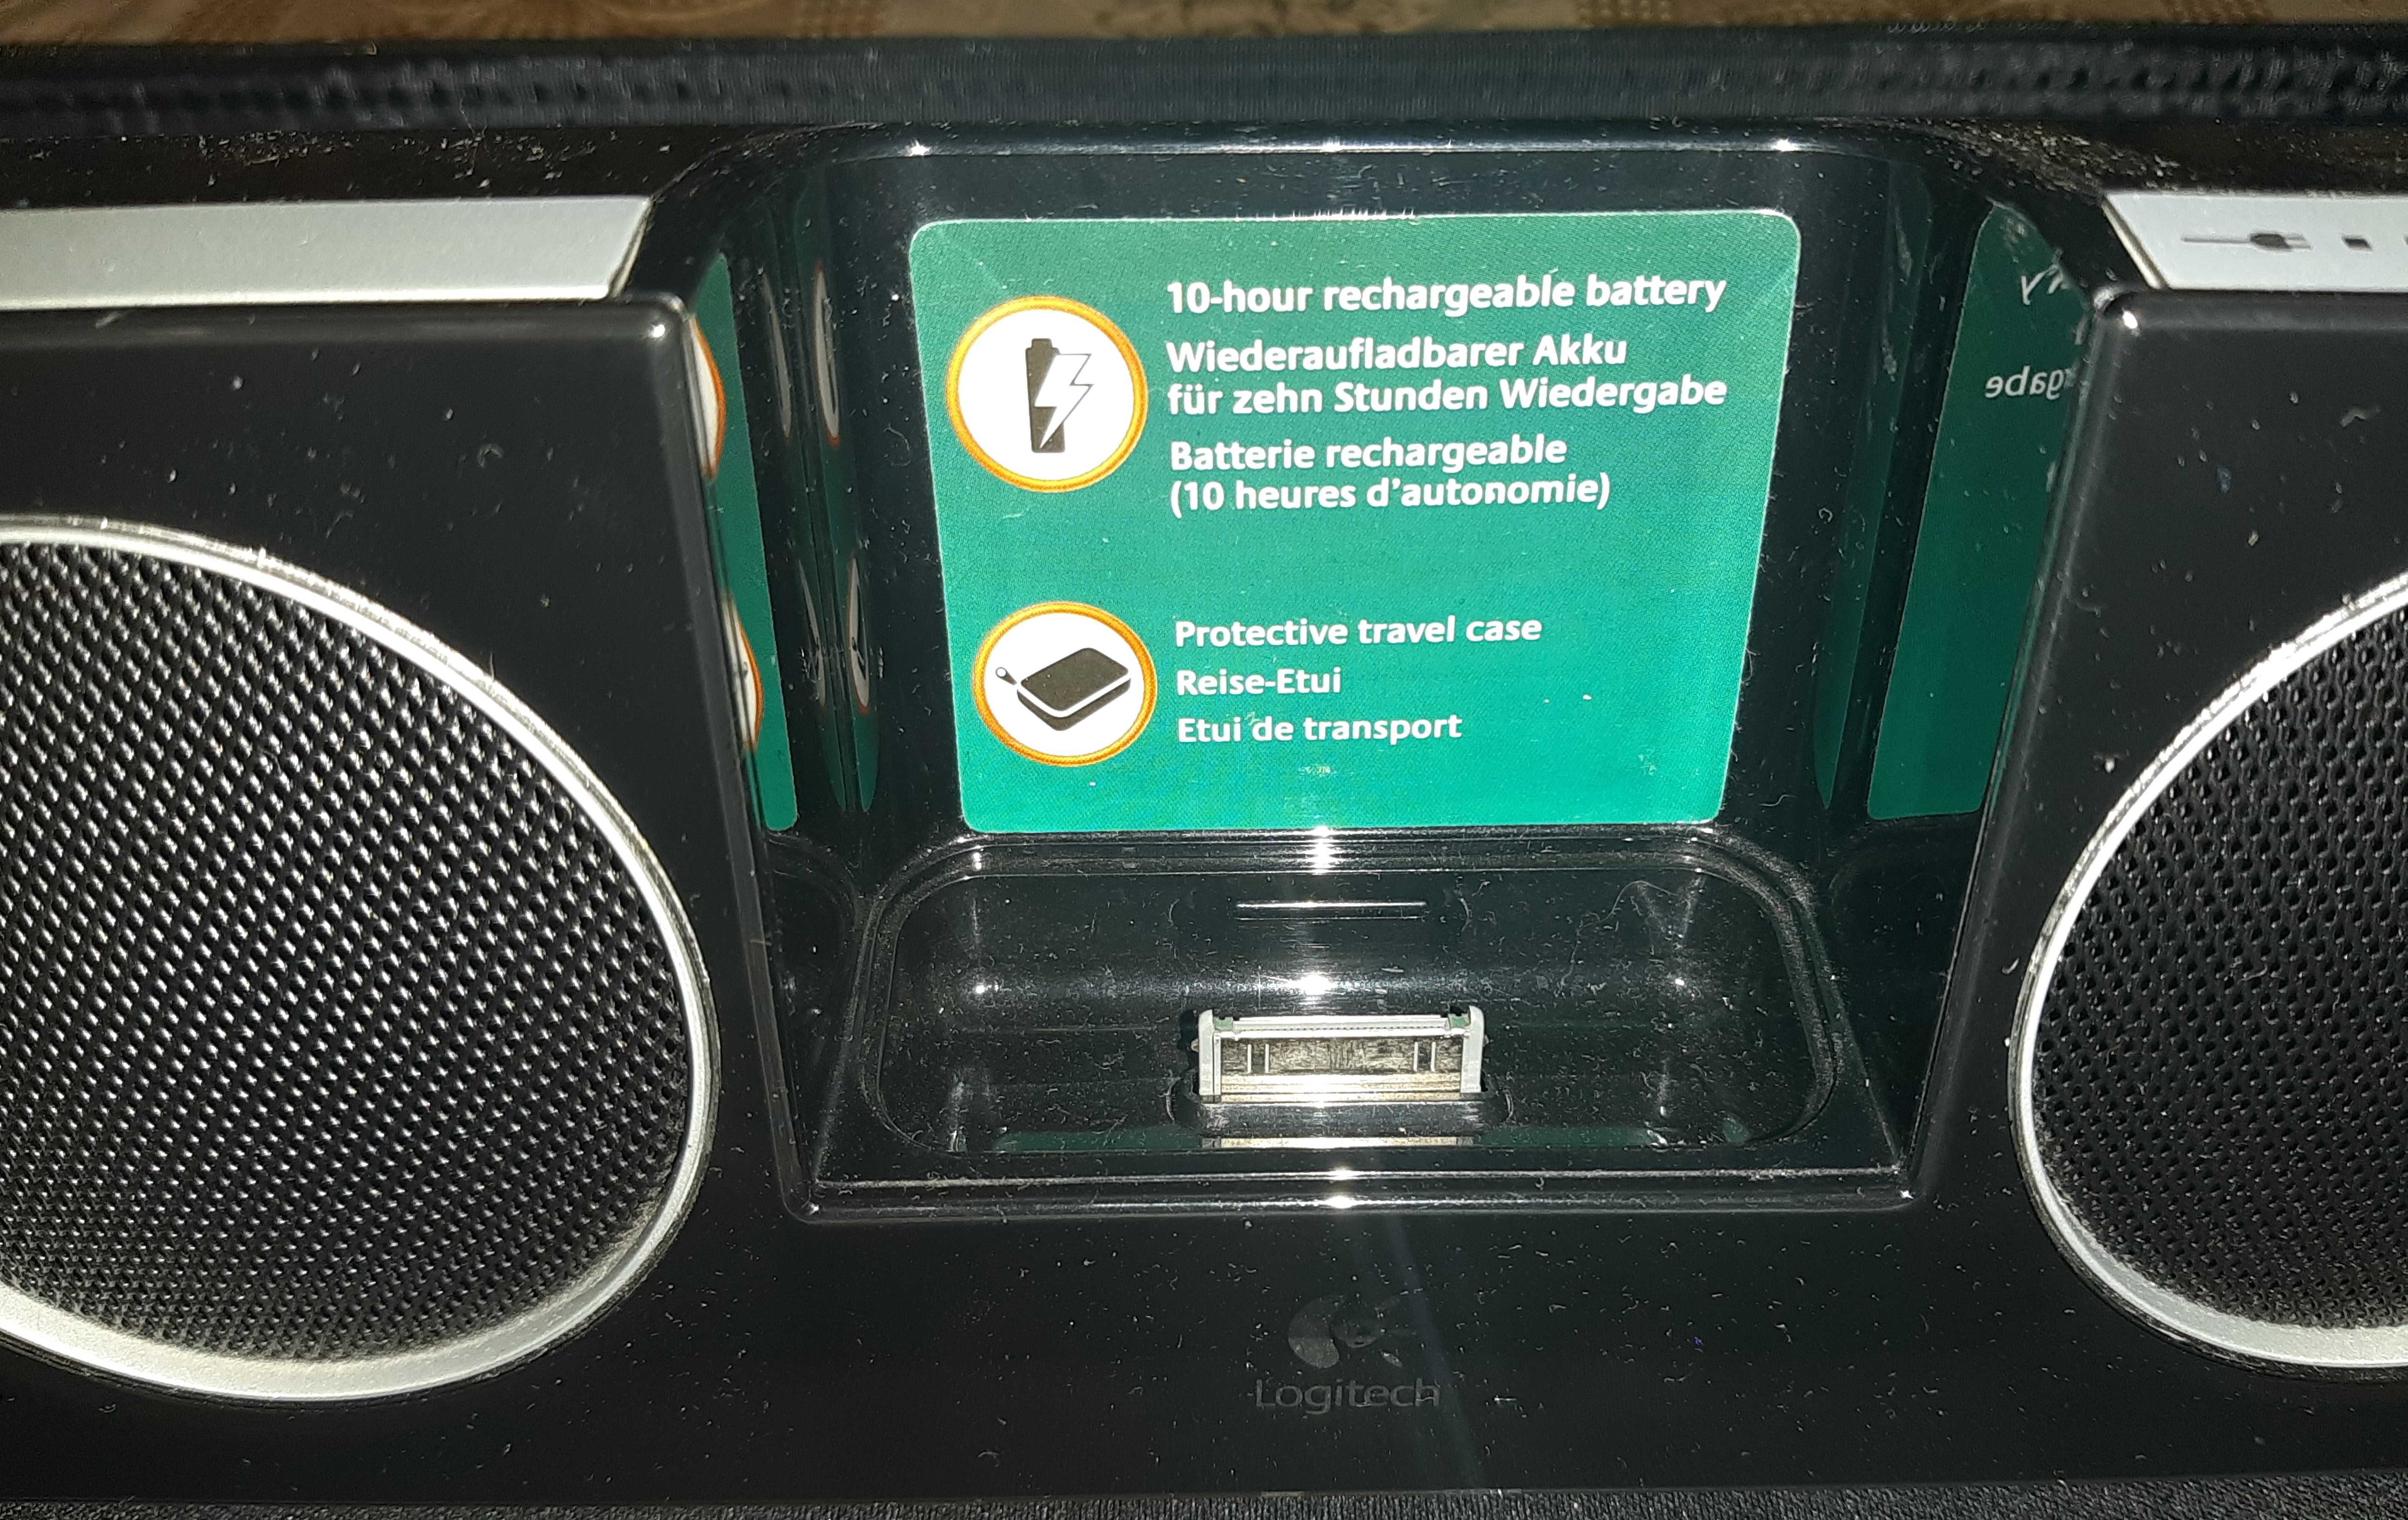 10-hour rechargeable battery
Wiederaufladbarer Akku
für zehn Stunden Wiedergabe
Batterie rechargeable
(10 heures d'autonomie)
Protective travel case
Reise-Etui
Etui de transport
Logitech